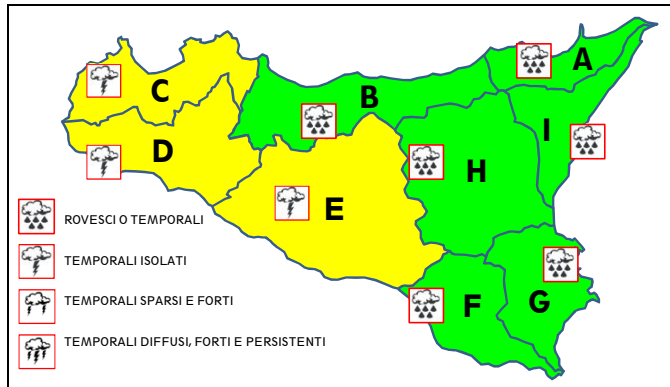 A
C
B
I
D
H
E
ROVESCI O TEMPORALI
TEMPORALI ISOLATI
F
G
TEMPORALI SPARSI E FORTI
TEMPORALI DIFFUSI, FORTI E PERSISTENTI